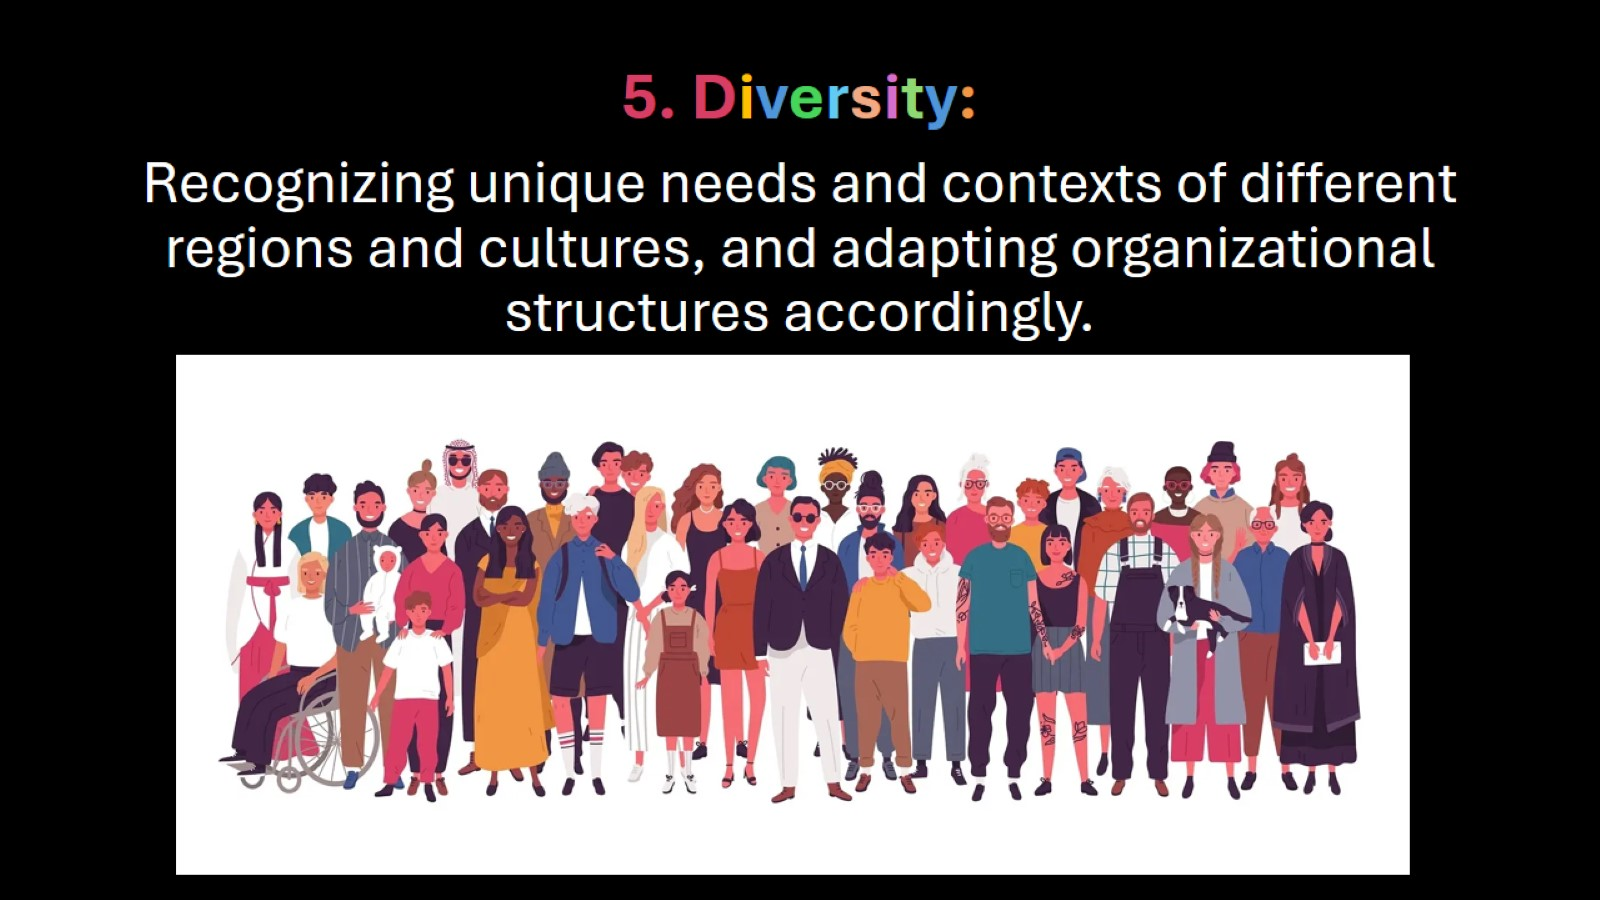 5. Diversity:
Recognizing unique needs and contexts of different
regions and cultures, and adapting organizational
structures accordingly.